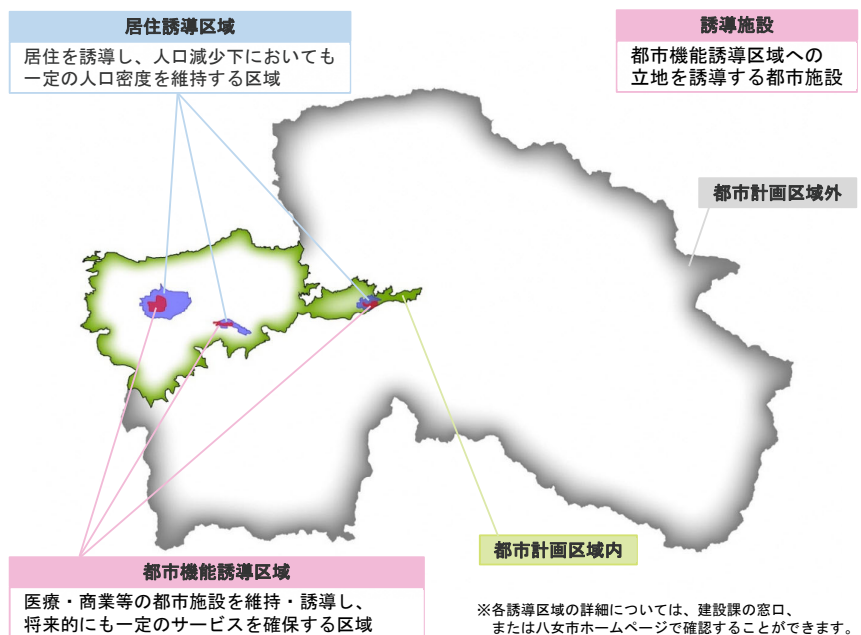 居住誘導区域
居住を誘導し、人口減少下においても
一定の人口密度を維持する区域
誘導施設
都市機能誘導区域への
立地を誘導する都市施設
都市計画区域外
都市計画区域内
都市機能誘導区域
医療・商業等の都市施設を維持・誘導し、
将来的にも一定のサービスを確保する区域
※各誘導区域の詳細については、建設課の窓口、
または八女市ホームページで確認することができます。